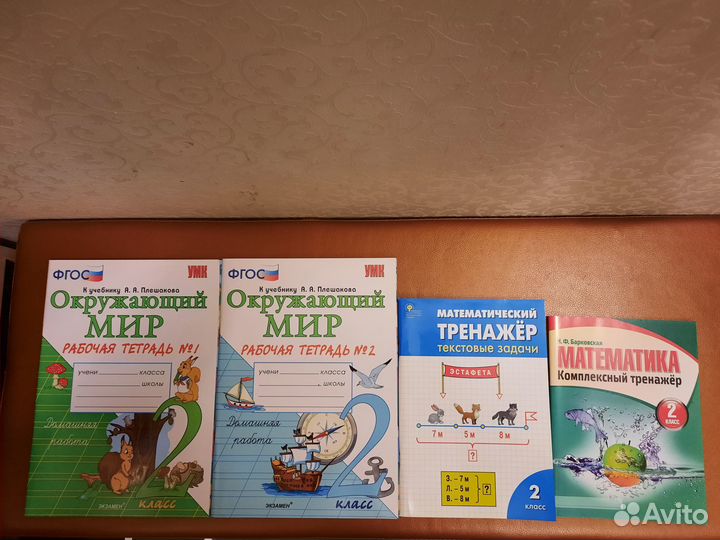 ФГОС
УМК
К учебнику А. А. Плешакова
Окружающий
МИР
РАБОЧАЯ ТЕТРАДЬ №1
учени класса
школы
Домашняя
работа
2
класс
ЭКЗАМЕН
ФГОС
УМК
К учебнику А. А. Плешакова
Окружающий
МИР
РАБОЧАЯ ТЕТРАДЬ №2
учени класса
школы
Домашняя
работа
2
класс
ЭКЗАМЕН
МАТЕМАТИЧЕСКИЙ
ТРЕНАЖЁР
текстовые задачи
ЭСТАФЕТА
7 м 5 м 8 м
?
З. – 7 м
Л. – 5 м
В. – 8 м
?
2
класс
Н.Ф. Барковская
МАТЕМАТИКА
Комплексный тренажёр
2
КЛАСС
Avito